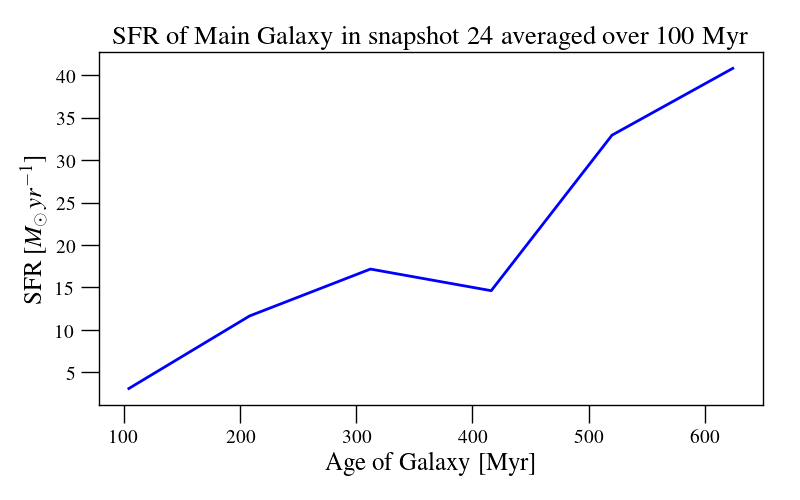 SFR of Main Galaxy in snapshot 24 averaged over 100 Myr
SFR [M⊙ yr⁻¹]
40
35
30
25
20
15
10
5
100 200 300 400 500 600
Age of Galaxy [Myr]